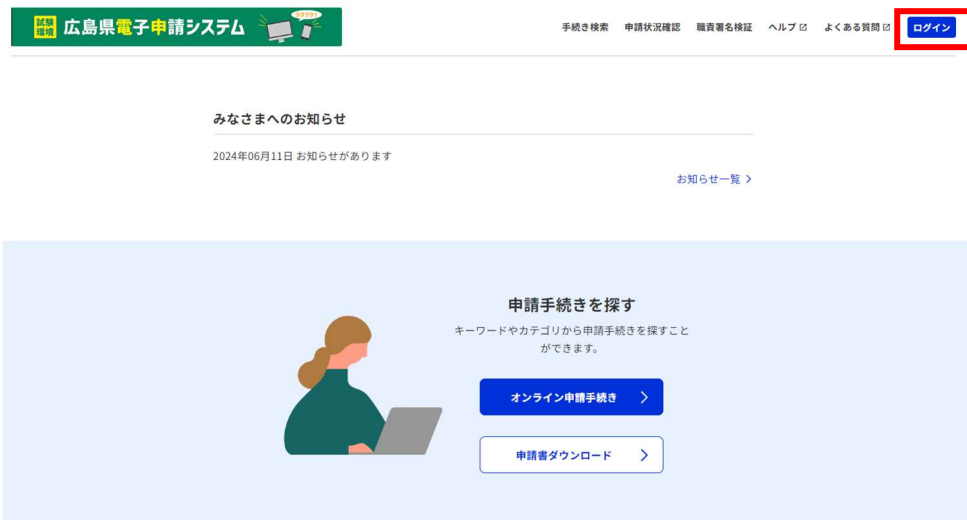 試験環境 広島県電子申請システム
ククククッ!
手続き検索 申請状況確認 職責署名検証 ヘルプ よくある質問 ログイン
みなさまへのお知らせ
2024年06月11日 お知らせがあります
お知らせ一覧
申請手続きを探す
キーワードやカテゴリから申請手続きを探すこと
ができます。
オンライン申請手続き
申請書ダウンロード